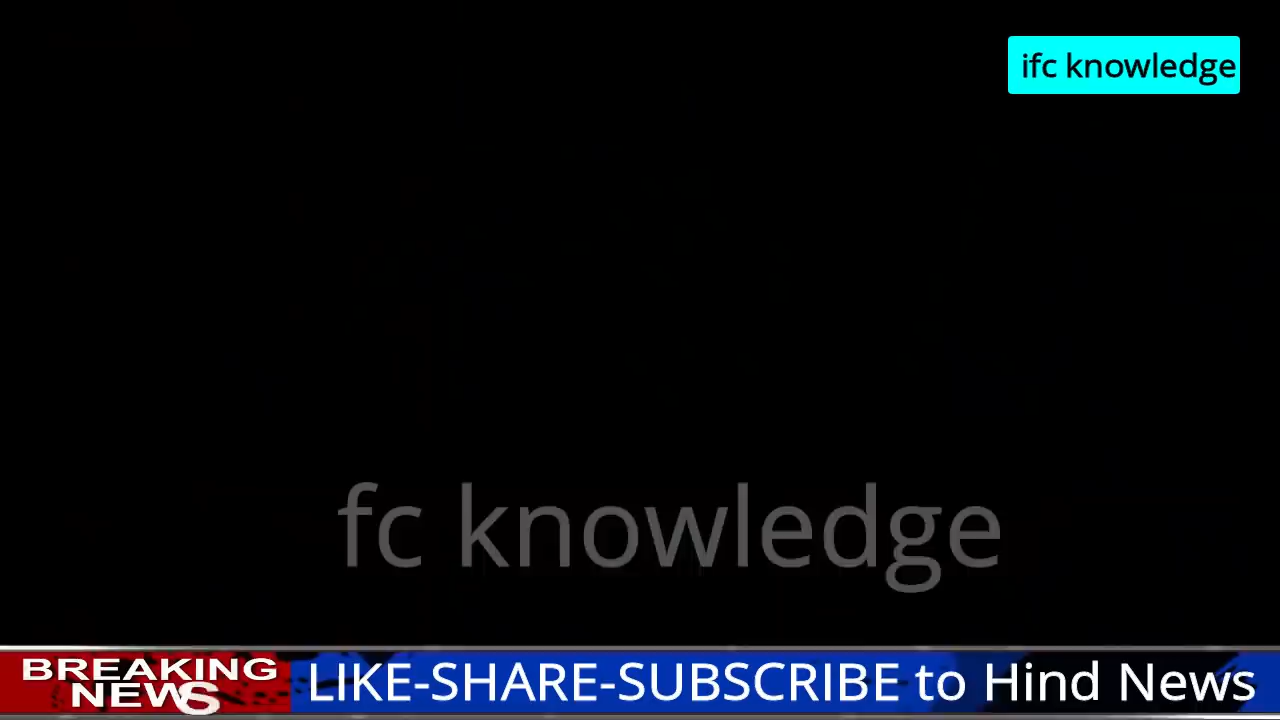 ifc knowledge
fc knowledge
BREAKING
NEWS
LIKE-SHARE-SUBSCRIBE to Hind News